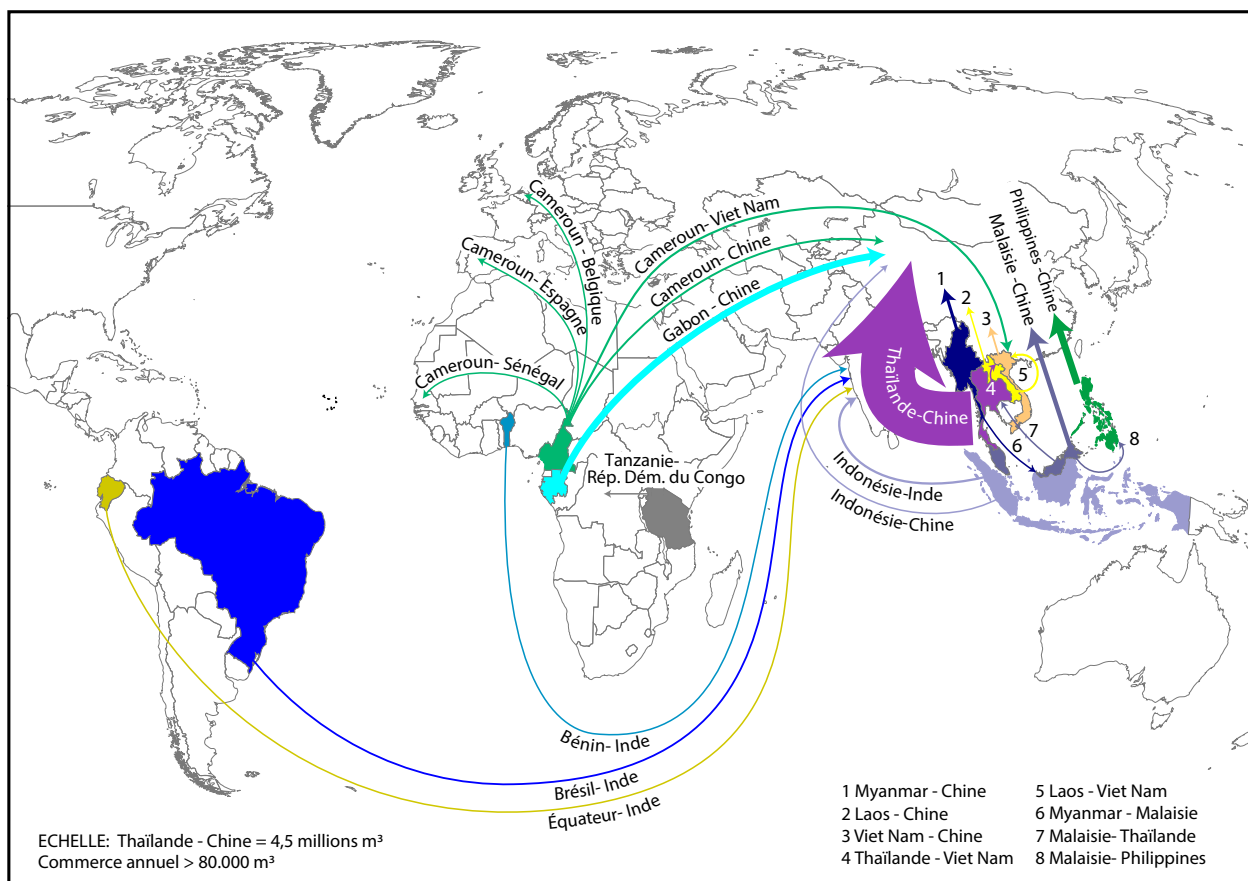 Cameroun - Belgique
Cameroun- Viet Nam
Cameroun- Chine
Cameroun- Espagne
Gabon - Chine
Cameroun- Sénégal
Philippines -Chine
Malaisie -Chine
1
2
3
Thaïlande-Chine
4
5
6
7
8
Tanzanie-
Rép. Dém. du Congo
Indonésie-Inde
Indonésie-Chine
Bénin- Inde
Brésil- Inde
Équateur- Inde
ECHELLE: Thaïlande - Chine = 4,5 millions m³
Commerce annuel > 80.000 m³
1 Myanmar - Chine
2 Laos - Chine
3 Viet Nam - Chine
4 Thaïlande - Viet Nam
5 Laos - Viet Nam
6 Myanmar - Malaisie
7 Malaisie- Thaïlande
8 Malaisie- Philippines